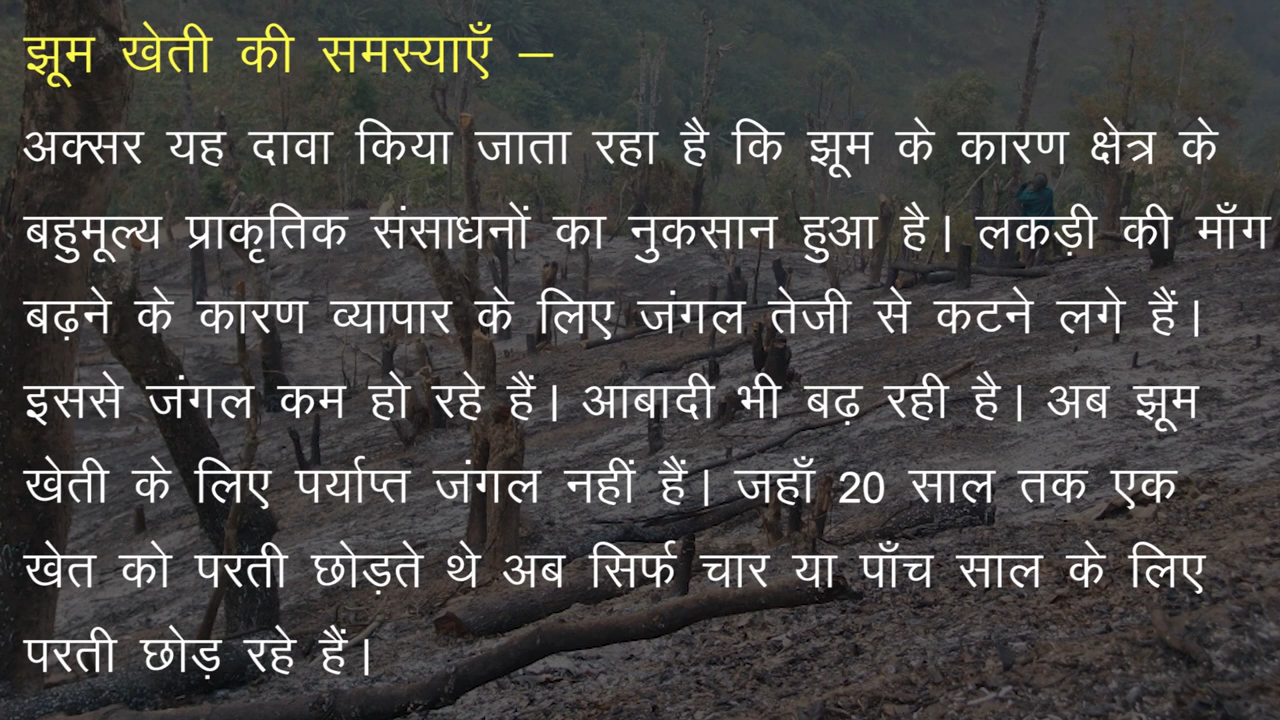 झूम खेती की समस्याएँ –
अक्सर यह दावा किया जाता रहा है कि झूम के कारण क्षेत्र के
बहुमूल्य प्राकृतिक संसाधनों का नुकसान हुआ है। लकड़ी की माँग
बढ़ने के कारण व्यापार के लिए जंगल तेजी से कटने लगे हैं।
इससे जंगल कम हो रहे हैं। आबादी भी बढ़ रही है। अब झूम
खेती के लिए पर्याप्त जंगल नहीं हैं। जहाँ 20 साल तक एक
खेत को परती छोड़ते थे अब सिर्फ चार या पाँच साल के लिए
परती छोड़ रहे हैं।